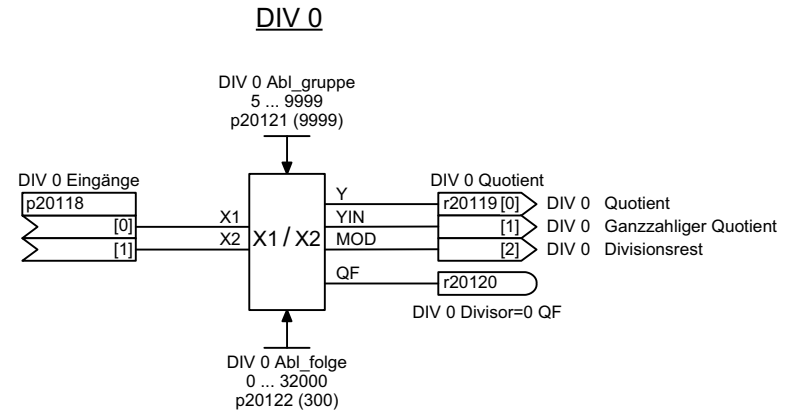 DIV 0
DIV 0 Abl_gruppe
5 ... 9999
p20121 (9999)
DIV 0 Eingänge
p20118
[0]
[1]
X1
X2
X1 / X2
Y
YIN
MOD
QF
DIV 0 Quotient
r20119 [0] DIV 0 Quotient
[1] DIV 0 Ganzzahliger Quotient
[2] DIV 0 Divisionsrest
r20120
DIV 0 Divisor=0 QF
DIV 0 Abl_folge
0 ... 32000
p20122 (300)